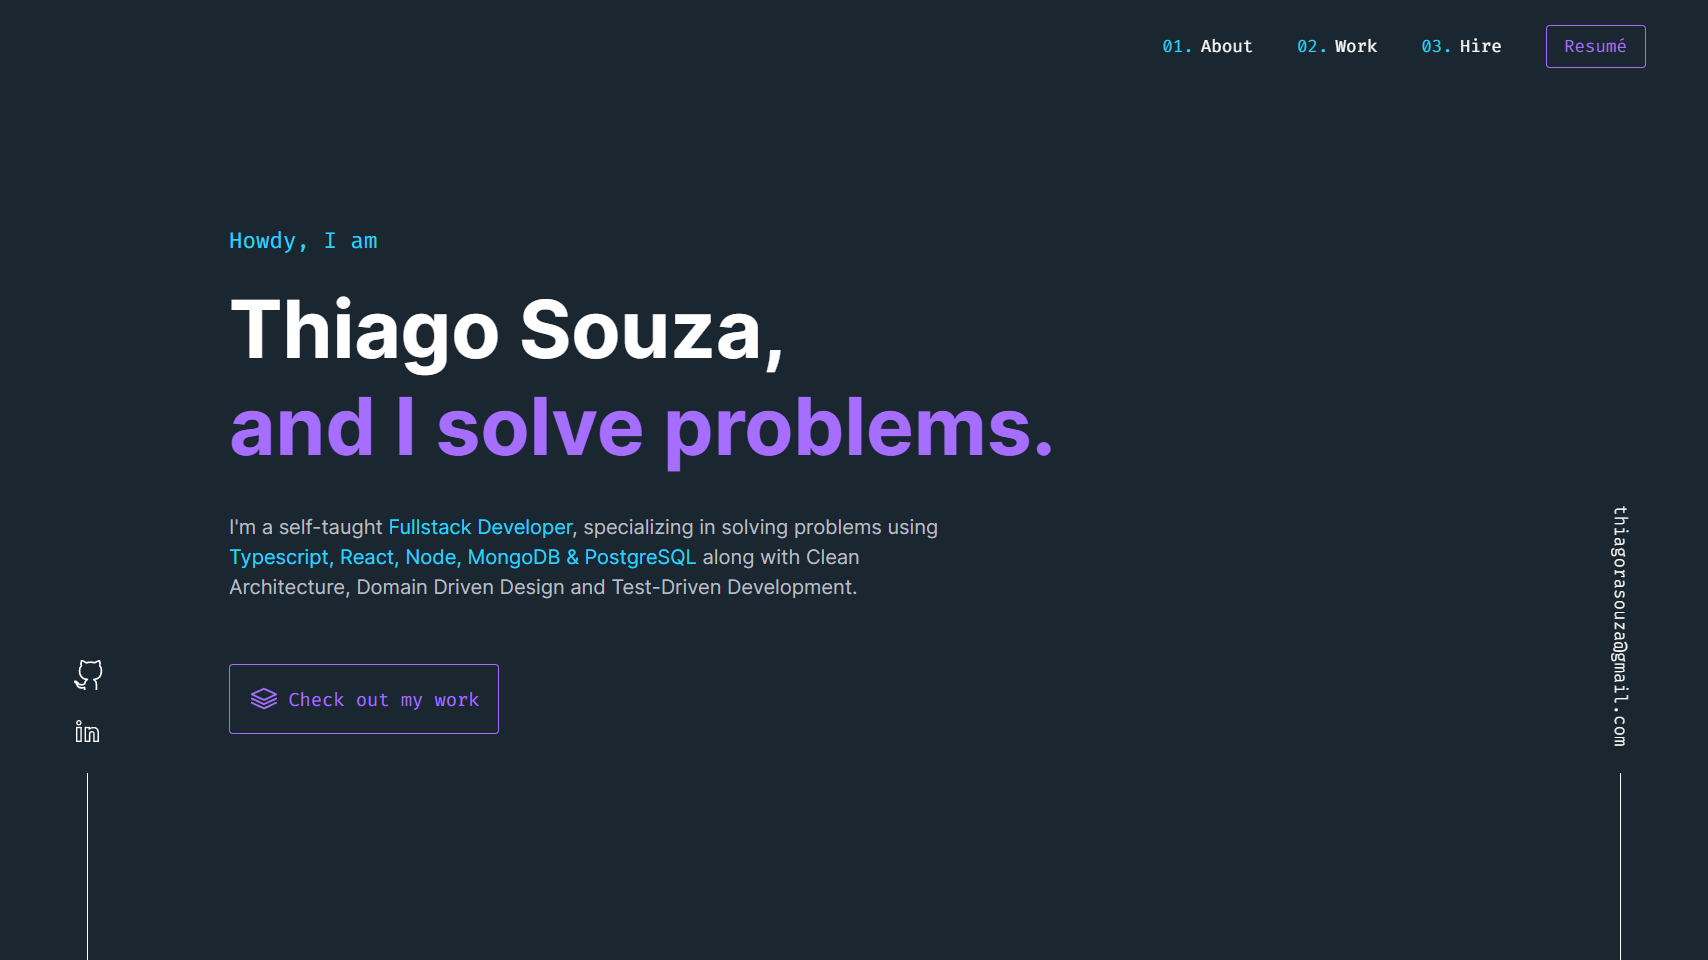 01. About 02. Work 03. Hire Resumé
Howdy, I am
Thiago Souza,
and I solve problems.
I'm a self-taught Fullstack Developer, specializing in solving problems using
Typescript, React, Node, MongoDB & PostgreSQL along with Clean
Architecture, Domain Driven Design and Test-Driven Development.
Check out my work
in
thiagorasouza@gmail.com